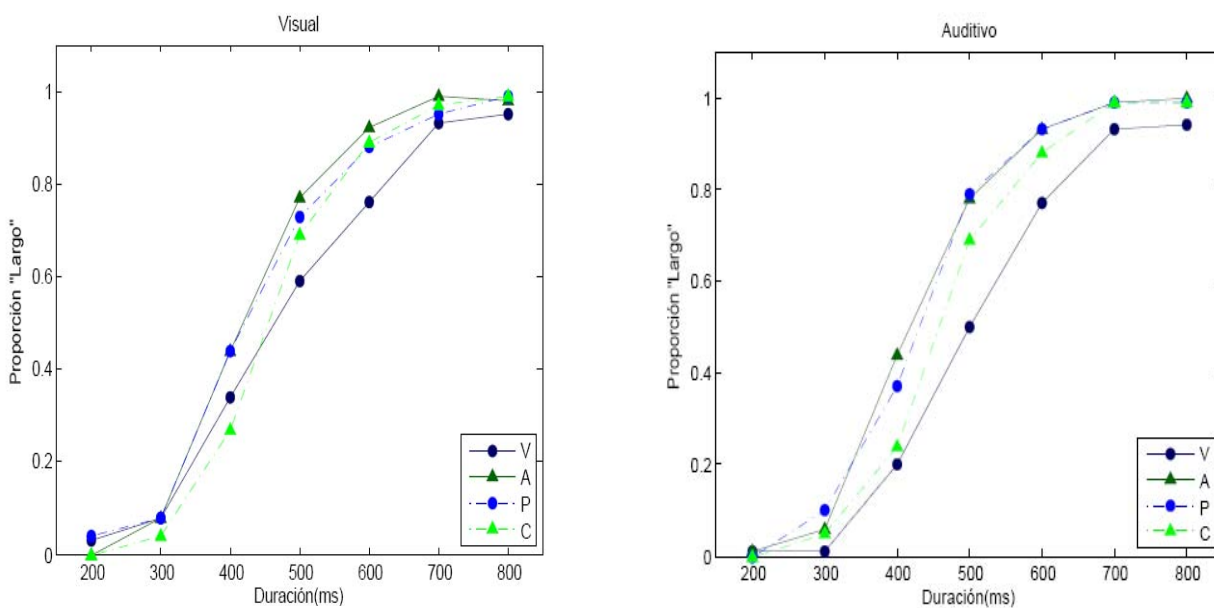 Visual
Proporción "Largo"
1
0.8
0.6
0.4
0.2
0
200 300 400 500 600 700 800
Duración(ms)
V
A
P
C
Auditivo
Proporción "Largo"
1
0.8
0.6
0.4
0.2
0
200 300 400 500 600 700 800
Duración(ms)
V
A
P
C